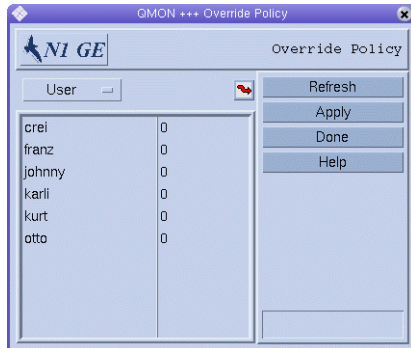 QMON +++ Override Policy
N1 GE
Override Policy
User
Refresh
Apply
Done
Help
crei 0
franz 0
johnny 0
karli 0
kurt 0
otto 0